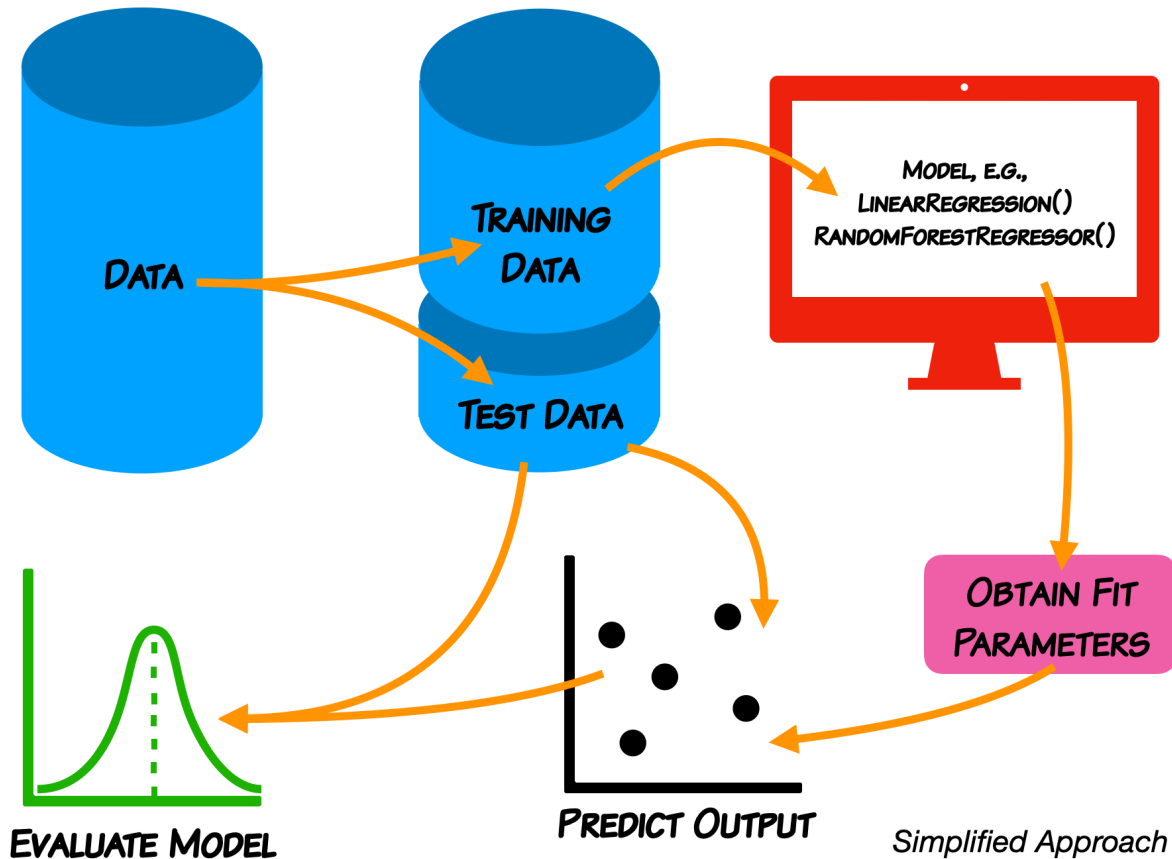 DATA
TRAINING
DATA
TEST DATA
MODEL, E.G.,
LINEARREGRESSION()
RANDOMFORESTREGRESSOR()
OBTAIN FIT
PARAMETERS
PREDICT OUTPUT
EVALUATE MODEL
Simplified Approach